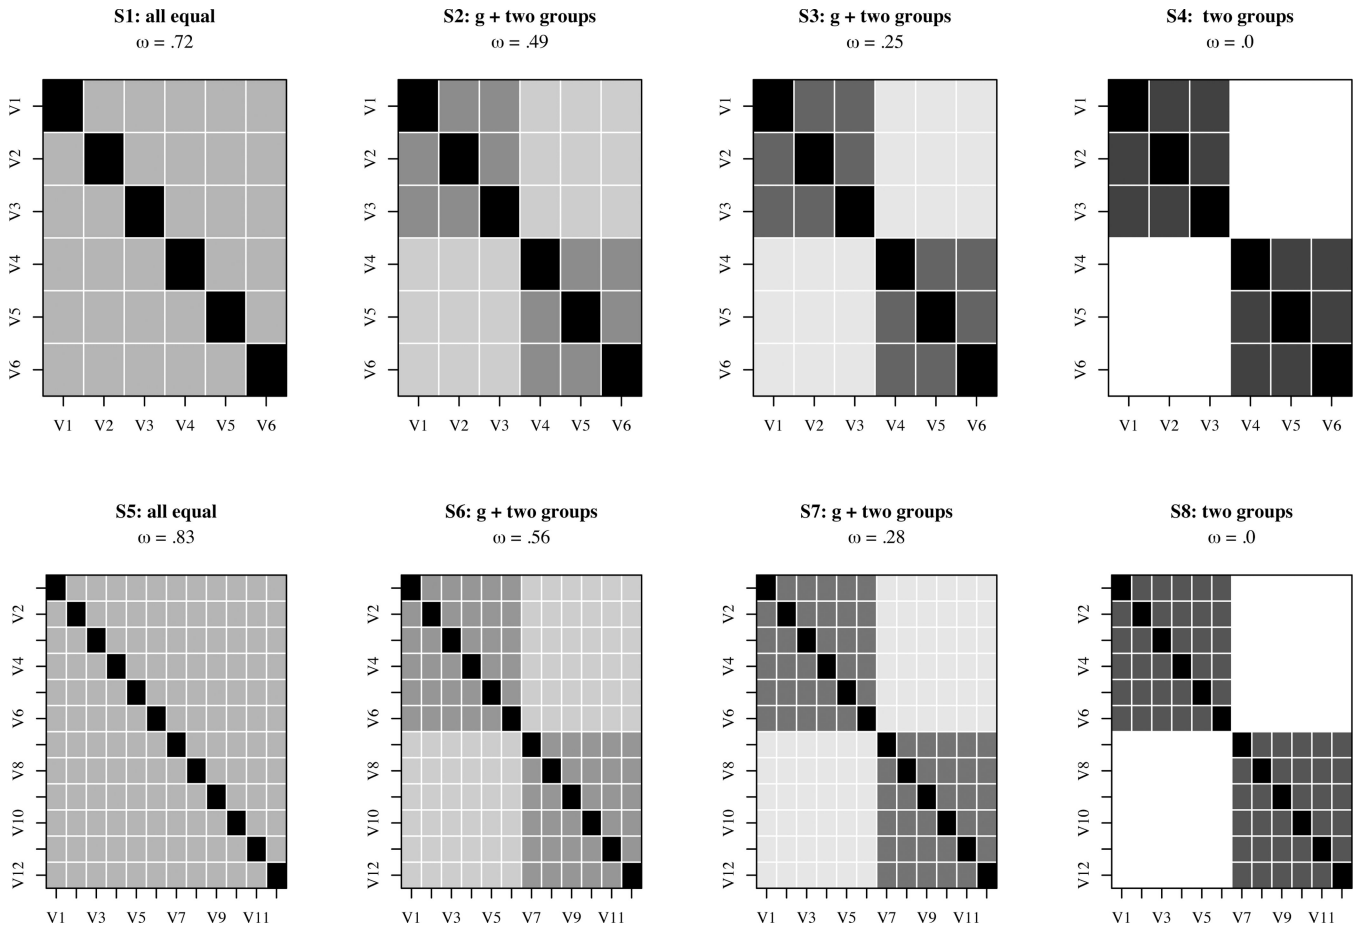 S1: all equal
ω = .72
S2: g + two groups
ω = .49
S3: g + two groups
ω = .25
S4:  two groups
ω = .0
V1
V2
V3
V4
V5
V6
V1 V2 V3 V4 V5 V6
V1
V2
V3
V4
V5
V6
V1 V2 V3 V4 V5 V6
V1
V2
V3
V4
V5
V6
V1 V2 V3 V4 V5 V6
V1
V2
V3
V4
V5
V6
V1 V2 V3 V4 V5 V6
S5: all equal
ω = .83
S6: g + two groups
ω = .56
S7: g + two groups
ω = .28
S8: two groups
ω = .0
V2
V4
V6
V8
V10
V12
V1 V3 V5 V7 V9 V11
V2
V4
V6
V8
V10
V12
V1 V3 V5 V7 V9 V11
V2
V4
V6
V8
V10
V12
V1 V3 V5 V7 V9 V11
V2
V4
V6
V8
V10
V12
V1 V3 V5 V7 V9 V11